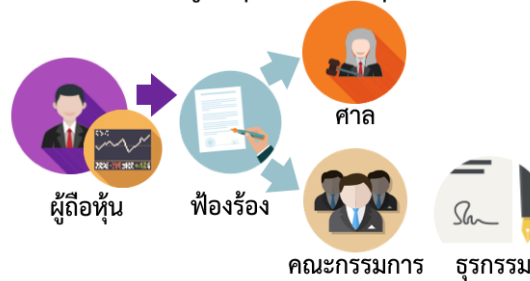 ศาล
ผู้ถือหุ้น
ฟ้องร้อง
คณะกรรมการ
ธุรกรรม